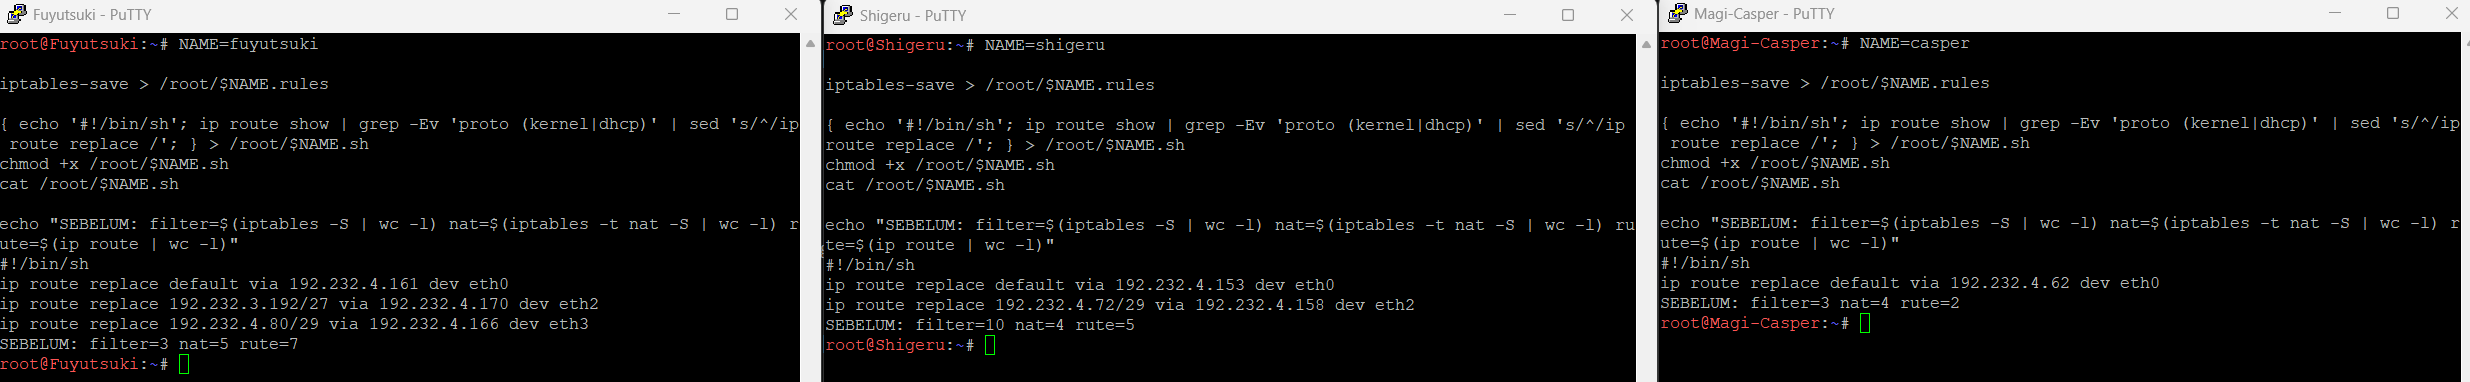 Fuyutsuki - PuTTY
root@Fuyutsuki:~# NAME=fuyutsuki
iptables-save > /root/$NAME.rules
{ echo '#!/bin/sh'; ip route show | grep -Ev 'proto (kernel|dhcp)' | sed 's/^/ip
 route replace /'; } > /root/$NAME.sh
chmod +x /root/$NAME.sh
cat /root/$NAME.sh
echo "SEBELUM: filter=$(iptables -S | wc -l) nat=$(iptables -t nat -S | wc -l) r
ute=$(ip route | wc -l)"
#!/bin/sh
ip route replace default via 192.232.4.161 dev eth0
ip route replace 192.232.3.192/27 via 192.232.4.170 dev eth2
ip route replace 192.232.4.80/29 via 192.232.4.166 dev eth3
SEBELUM: filter=3 nat=5 rute=7
root@Fuyutsuki:~#
Shigeru - PuTTY
root@Shigeru:~# NAME=shigeru
iptables-save > /root/$NAME.rules
{ echo '#!/bin/sh'; ip route show | grep -Ev 'proto (kernel|dhcp)' | sed 's/^/ip
route replace /'; } > /root/$NAME.sh
chmod +x /root/$NAME.sh
cat /root/$NAME.sh
echo "SEBELUM: filter=$(iptables -S | wc -l) nat=$(iptables -t nat -S | wc -l) ru
te=$(ip route | wc -l)"
#!/bin/sh
ip route replace default via 192.232.4.153 dev eth0
ip route replace 192.232.4.72/29 via 192.232.4.158 dev eth2
SEBELUM: filter=10 nat=4 rute=5
root@Shigeru:~#
Magi-Casper - PuTTY
root@Magi-Casper:~# NAME=casper
iptables-save > /root/$NAME.rules
{ echo '#!/bin/sh'; ip route show | grep -Ev 'proto (kernel|dhcp)' | sed 's/^/ip
 route replace /'; } > /root/$NAME.sh
chmod +x /root/$NAME.sh
cat /root/$NAME.sh
echo "SEBELUM: filter=$(iptables -S | wc -l) nat=$(iptables -t nat -S | wc -l) r
ute=$(ip route | wc -l)"
#!/bin/sh
ip route replace default via 192.232.4.62 dev eth0
SEBELUM: filter=3 nat=4 rute=2
root@Magi-Casper:~#